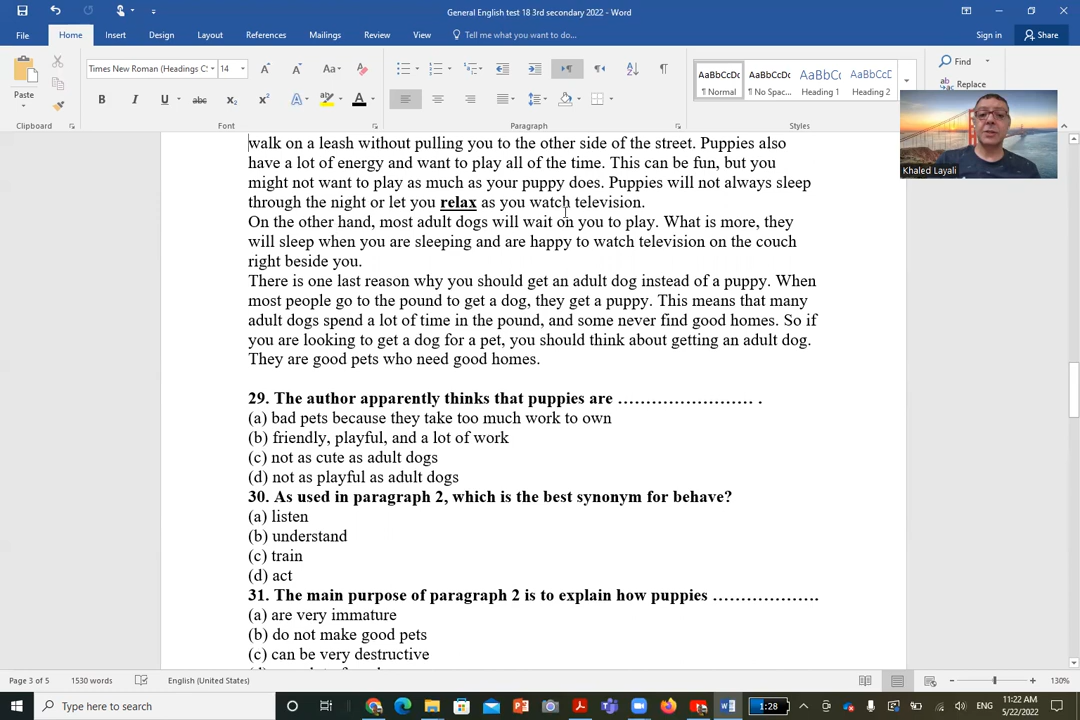 General English test 18 3rd secondary 2022 - Word
Sign in
Share
File
Home
Insert
Design
Layout
References
Mailings
Review
View
Tell me what you want to do...
Paste
Times New Roman (Headings C:
14
Find
Replace
AaBbCcDc
AaBbCcDc
AaBbCc
AaBbCcD
¶ Normal
¶ No Spac...
Heading 1
Heading 2
Clipboard
Font
Paragraph
Styles
Khaled Layali
walk on a leash without pulling you to the other side of the street. Puppies also
have a lot of energy and want to play all of the time. This can be fun, but you
might not want to play as much as your puppy does. Puppies will not always sleep
through the night or let you relax as you watch television.
On the other hand, most adult dogs will wait on you to play. What is more, they
will sleep when you are sleeping and are happy to watch television on the couch
right beside you.
There is one last reason why you should get an adult dog instead of a puppy. When
most people go to the pound to get a dog, they get a puppy. This means that many
adult dogs spend a lot of time in the pound, and some never find good homes. So if
you are looking to get a dog for a pet, you should think about getting an adult dog.
They are good pets who need good homes.
29. The author apparently thinks that puppies are …………………… .
(a) bad pets because they take too much work to own
(b) friendly, playful, and a lot of work
(c) not as cute as adult dogs
(d) not as playful as adult dogs
30. As used in paragraph 2, which is the best synonym for behave?
(a) listen
(b) understand
(c) train
(d) act
31. The main purpose of paragraph 2 is to explain how puppies ……………….
(a) are very immature
(b) do not make good pets
(c) can be very destructive
Page 3 of 5
1530 words
English (United States)
130%
Type here to search
1:28
ENG
11:22 AM
5/22/2022